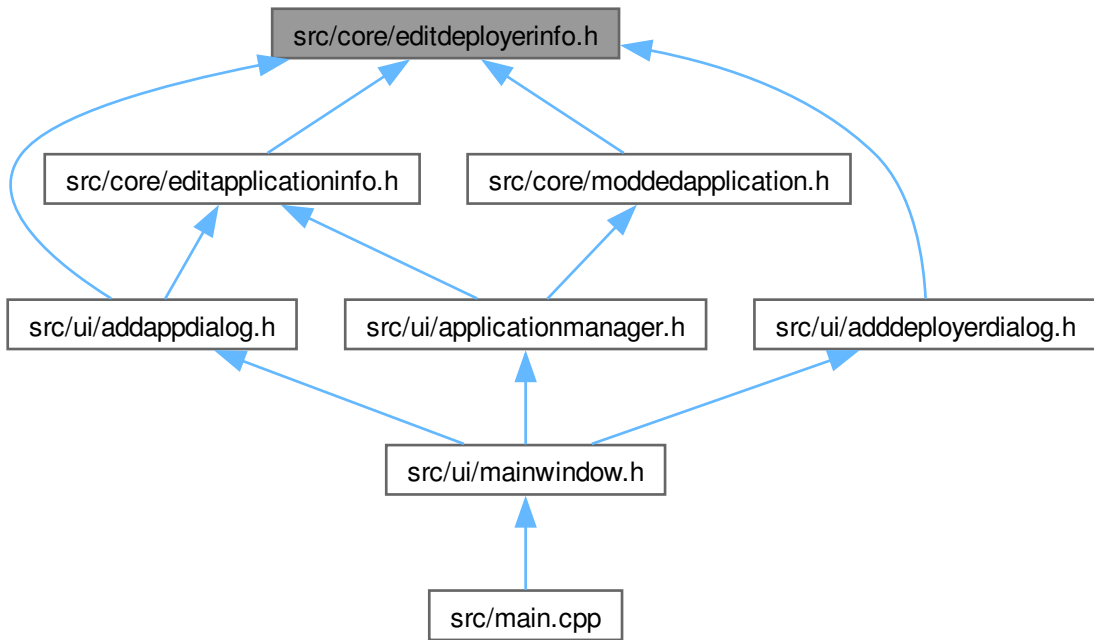 src/core/editdeployerinfo.h
src/core/editapplicationinfo.h
src/core/moddedapplication.h
src/ui/addappdialog.h
src/ui/applicationmanager.h
src/ui/adddeployerdialog.h
src/ui/mainwindow.h
src/main.cpp